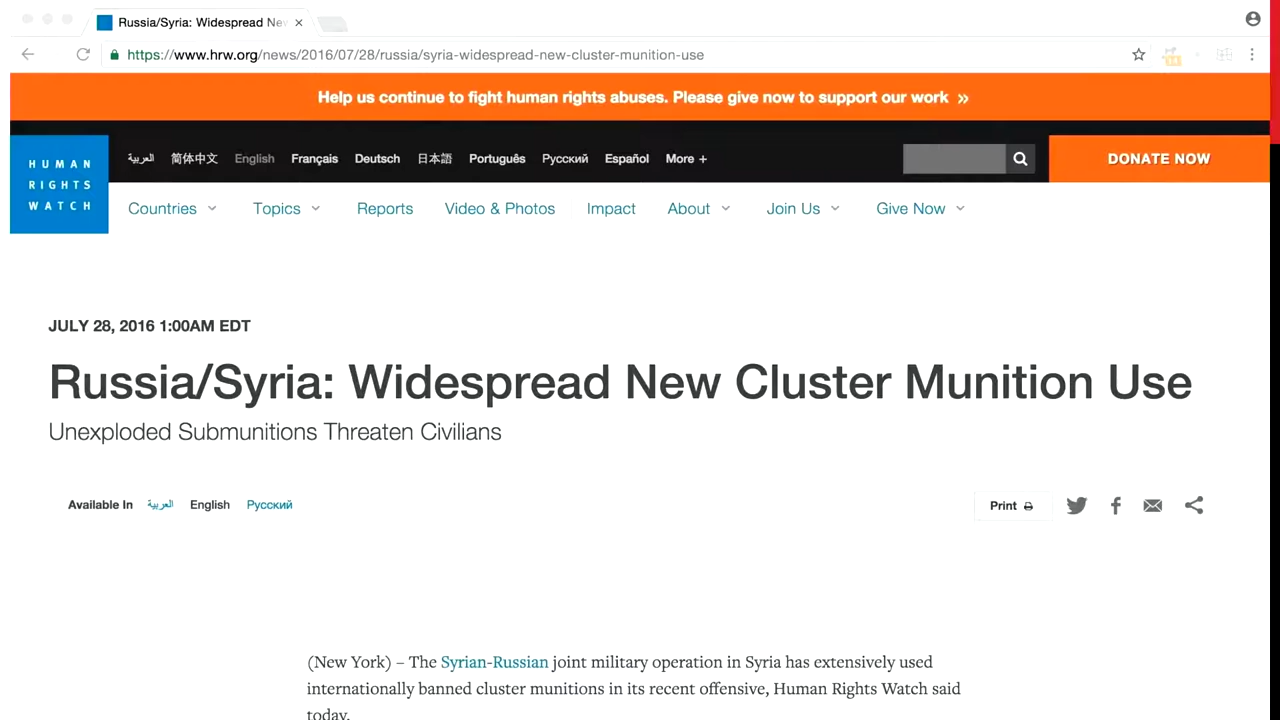 Russia/Syria: Widespread Ne
https://www.hrw.org/news/2016/07/28/russia/syria-widespread-new-cluster-munition-use
Help us continue to fight human rights abuses. Please give now to support our work »
HUMAN
RIGHTS
WATCH
العربية 简体中文 English Français Deutsch 日本語 Português Русский Español More +
DONATE NOW
Countries Topics Reports Video & Photos Impact About Join Us Give Now
JULY 28, 2016 1:00AM EDT
Russia/Syria: Widespread New Cluster Munition Use
Unexploded Submunitions Threaten Civilians
Available In العربية English Русский
Print
(New York) – The Syrian-Russian joint military operation in Syria has extensively used
internationally banned cluster munitions in its recent offensive, Human Rights Watch said
today.